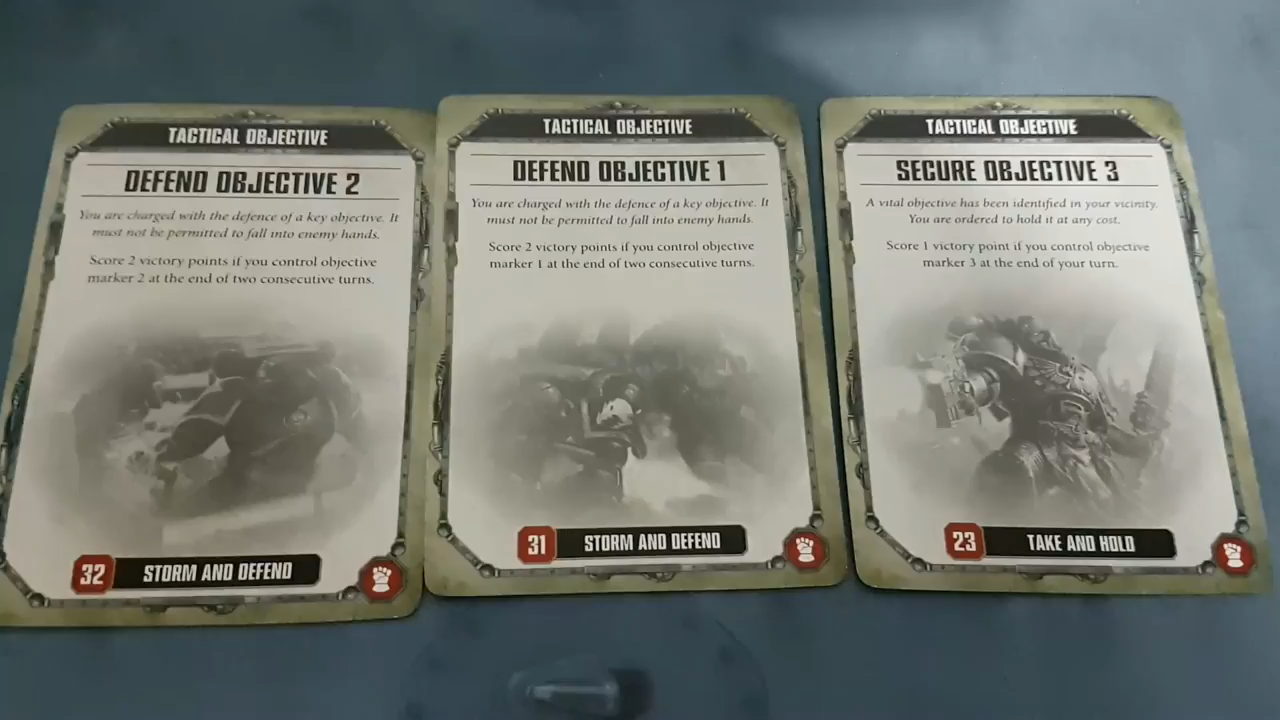 TACTICAL OBJECTIVE
DEFEND OBJECTIVE 2
You are charged with the defence of a key objective. It
must not be permitted to fall into enemy hands.
Score 2 victory points if you control objective
marker 2 at the end of two consecutive turns.
32 STORM AND DEFEND
TACTICAL OBJECTIVE
DEFEND OBJECTIVE 1
You are charged with the defence of a key objective. It
must not be permitted to fall into enemy hands.
Score 2 victory points if you control objective
marker 1 at the end of two consecutive turns.
31 STORM AND DEFEND
TACTICAL OBJECTIVE
SECURE OBJECTIVE 3
A vital objective has been identified in your vicinity.
You are ordered to hold it at any cost.
Score 1 victory point if you control objective
marker 3 at the end of your turn.
23 TAKE AND HOLD